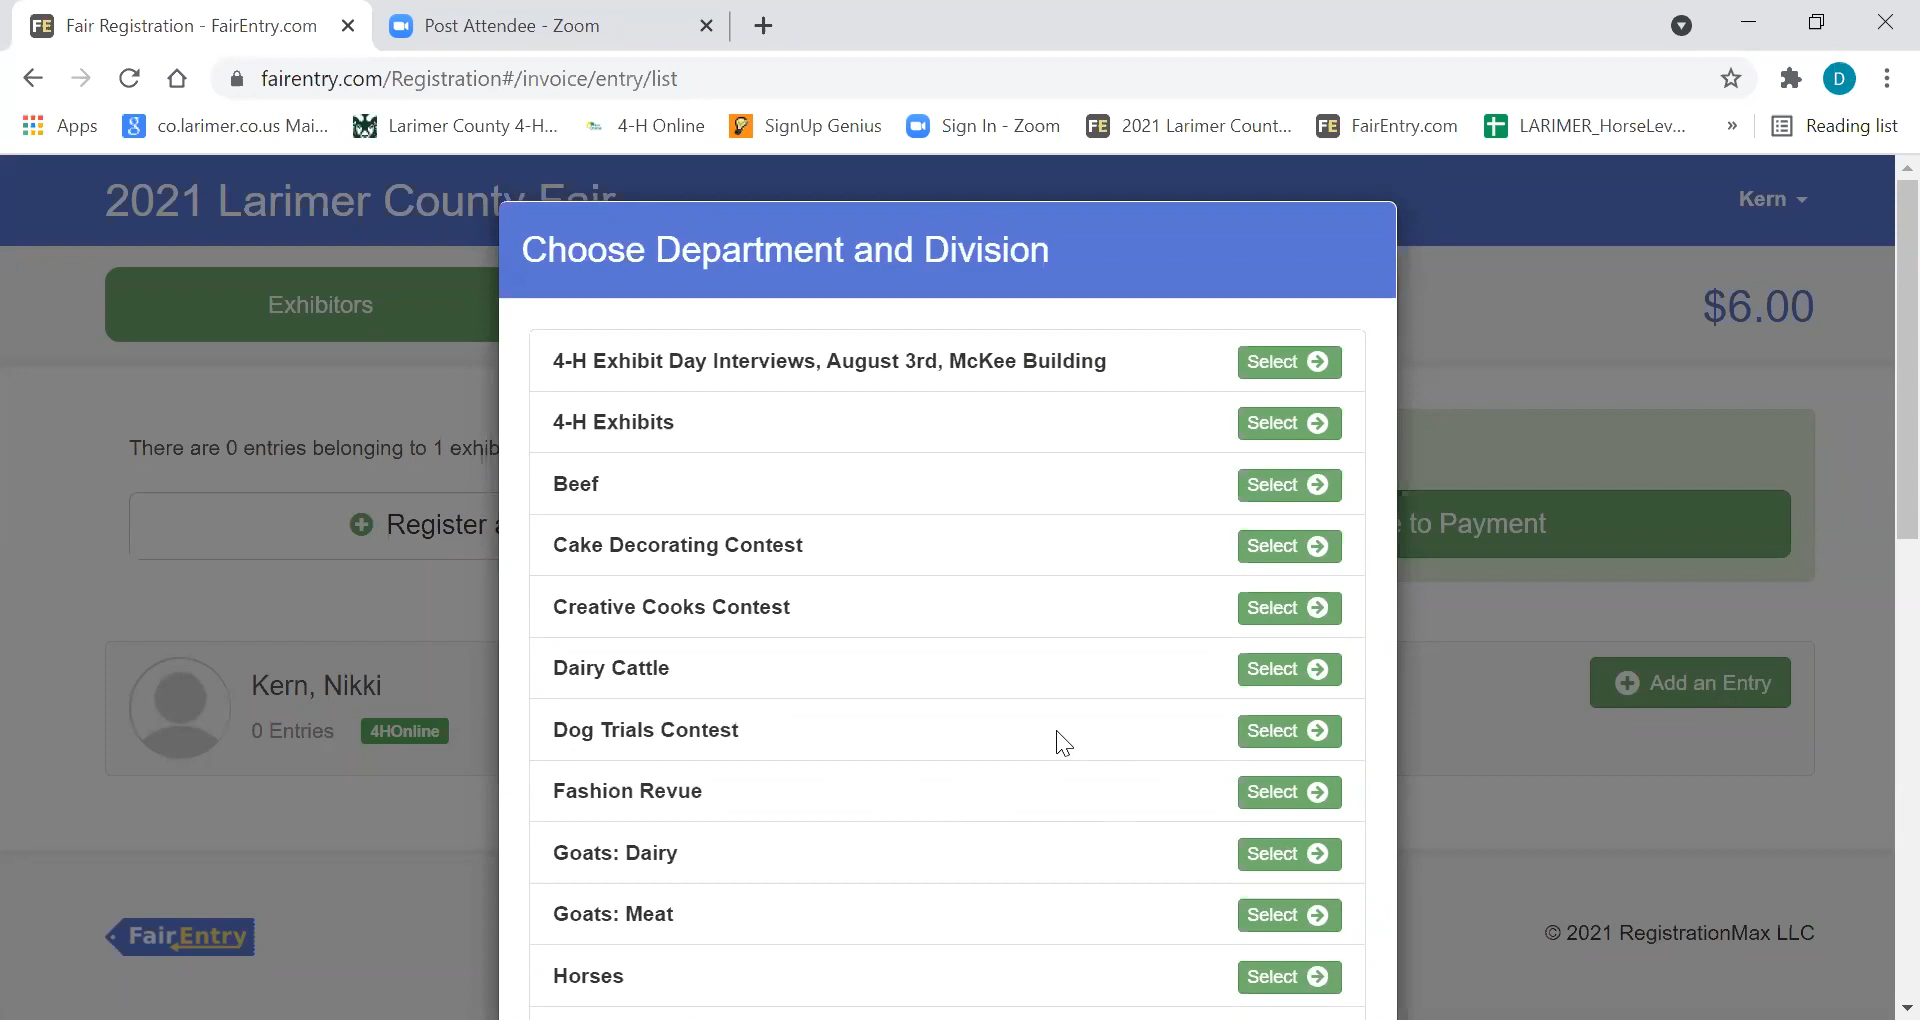 Fair Registration - FairEntry.com
Post Attendee - Zoom
fairentry.com/Registration#/invoice/entry/list
D
Apps
co.larimer.co.us Mai...
Larimer County 4-H...
4-H Online
SignUp Genius
Sign In - Zoom
2021 Larimer Count...
FairEntry.com
LARIMER_HorseLev...
»
Reading list
2021 Larimer County Fair
Kern
Choose Department and Division
Exhibitors
$6.00
4-H Exhibit Day Interviews, August 3rd, McKee Building Select
4-H Exhibits Select
There are 0 entries belonging to 1 exhib
Beef Select
Register
to Payment
Cake Decorating Contest Select
Creative Cooks Contest Select
Dairy Cattle Select
Kern, Nikki
0 Entries 4HOnline
Add an Entry
Dog Trials Contest Select
Fashion Revue Select
Goats: Dairy Select
Goats: Meat Select
FairEntry
© 2021 RegistrationMax LLC
Horses Select